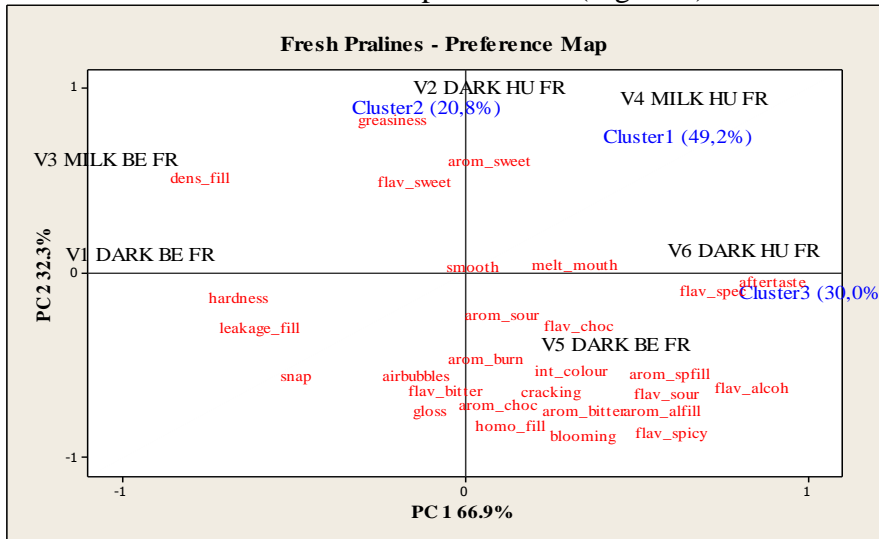 Fresh Pralines - Preference Map
V2 DARK HU FR
V4 MILK HU FR
Cluster2 (20,8%)
greasiness
Cluster1 (49,2%)
V3 MILK BE FR
arom_sweet
dens_fill
flav_sweet
V1 DARK BE FR
V6 DARK HU FR
smooth
melt_mouth
aftertaste
flav_spef
Cluster3 (30,0%
hardness
arom_sour
leakage_fill
flav_choc
V5 DARK BE FR
arom_burn
snap
airbubbles
int_colour
arom_spfill
flav_bitter
cracking
flav_sour
flav_alcoh
gloss
arom_choc
arom_bitter
arom_alfill
homo_fill
blooming
flav_spicy
1
0
-1
PC 2 32.3%
-1
0
1
PC 1 66.9%